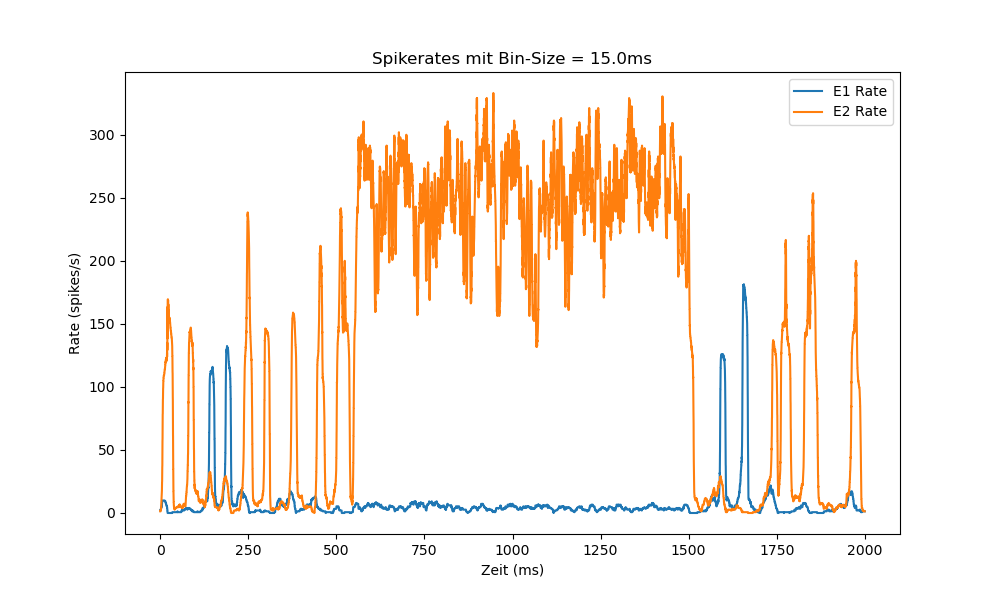 Spikerates mit Bin-Size = 15.0ms
E1 Rate
E2 Rate
300
250
200
150
100
50
0
Rate (spikes/s)
0 250 500 750 1000 1250 1500 1750 2000
Zeit (ms)